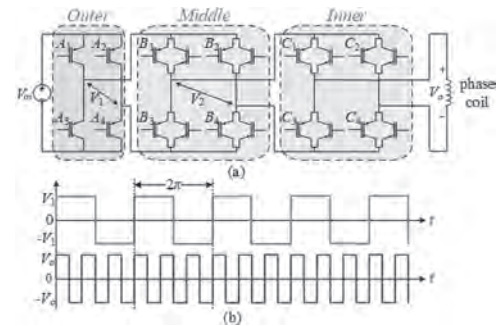 Outer Middle Inner
A₁ A₂ B₁ B₂ C₁ C₂
Vᵢₙ V₁ V₂ Vₒ phase coil
A₃ A₄ B₃ B₄ C₃ C₄
(a)
2π
V₁
0 t
-V₁
Vₒ
0 t
-Vₒ
(b)